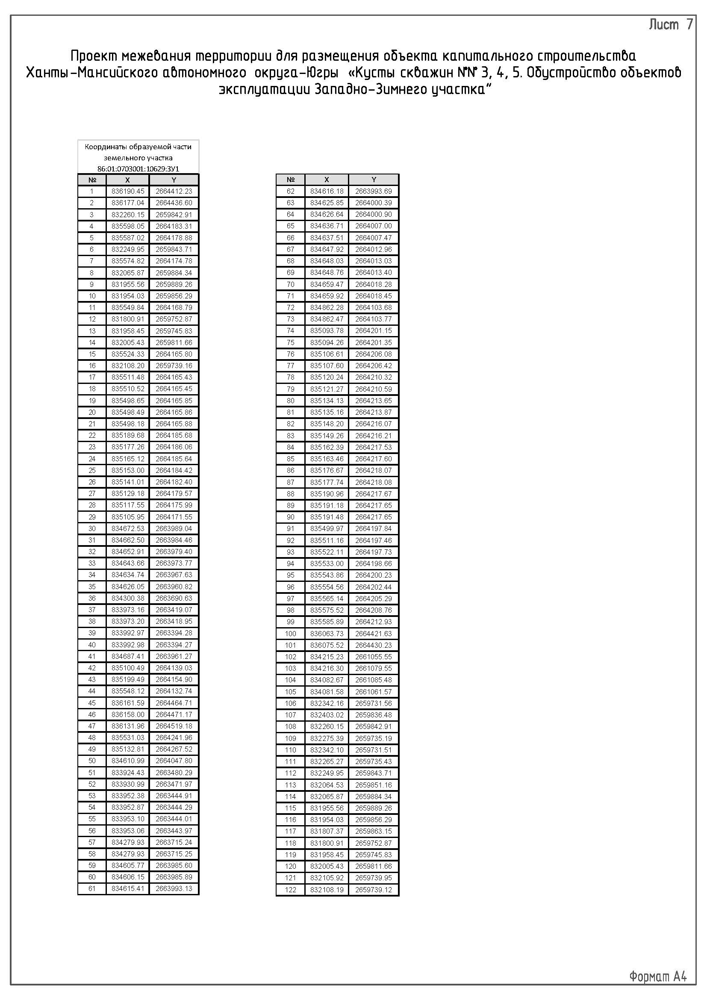 Лист 7
Проект межевания территории для размещения объекта капитального строительства
Ханты-Мансийского автономного округа-Югры «Кусты скважин №№ 3, 4, 5. Обустройство объектов
эксплуатации Западно-Зимнего участка"
Координаты образуемой части
земельного участка
86:01:0703001:10629:ЗУ1
№ X Y
1 836190.45 2664412.23
2 836177.04 2664436.60
3 832260.15 2659842.91
4 835598.05 2664183.31
5 835587.02 2664178.88
6 832249.95 2659843.71
7 835574.82 2664174.78
8 832065.87 2659884.34
9 831955.56 2659889.26
10 831954.03 2659856.29
11 835549.84 2664168.79
12 831800.91 2659752.87
13 831958.45 2659745.83
14 832005.43 2659811.66
15 835524.33 2664165.80
16 832108.20 2659739.16
17 835511.48 2664165.43
18 835510.52 2664165.45
19 835498.65 2664165.85
20 835498.49 2664165.86
21 835498.18 2664165.88
22 835189.68 2664185.68
23 835177.26 2664186.06
24 835165.12 2664185.64
25 835153.00 2664184.42
26 835141.01 2664182.40
27 835129.18 2664179.57
28 835117.55 2664175.99
29 835105.95 2664171.55
30 834672.53 2663989.04
31 834662.50 2663984.46
32 834652.91 2663979.40
33 834643.66 2663973.77
34 834634.74 2663967.63
35 834626.05 2663960.82
36 834300.38 2663690.63
37 833973.16 2663419.07
38 833973.20 2663418.95
39 833992.97 2663394.28
40 833992.98 2663394.27
41 834687.41 2663961.27
42 835100.49 2664139.03
43 835199.49 2664154.90
44 835548.12 2664132.74
45 836161.59 2664464.71
46 836158.00 2664471.17
47 836131.96 2664519.18
48 835531.03 2664241.96
49 835132.81 2664267.52
50 834610.99 2664047.80
51 833924.43 2663480.29
52 833930.99 2663471.97
53 833952.38 2663444.91
54 833952.87 2663444.29
55 833953.10 2663444.01
56 833953.06 2663443.97
57 834279.93 2663715.24
58 834279.93 2663715.25
59 834605.77 2663985.60
60 834606.15 2663985.89
61 834615.41 2663993.13
№ X Y
62 834616.18 2663993.69
63 834625.85 2664000.39
64 834626.64 2664000.90
65 834636.71 2664007.00
66 834637.51 2664007.47
67 834647.92 2664012.96
68 834648.03 2664013.03
69 834648.76 2664013.40
70 834659.47 2664018.28
71 834659.92 2664018.45
72 834862.28 2664103.68
73 834862.47 2664103.77
74 835093.78 2664201.15
75 835094.26 2664201.35
76 835106.61 2664206.08
77 835107.60 2664206.42
78 835120.24 2664210.32
79 835121.27 2664210.59
80 835134.13 2664213.65
81 835135.16 2664213.87
82 835148.20 2664216.07
83 835149.26 2664216.21
84 835162.39 2664217.53
85 835163.46 2664217.60
86 835176.67 2664218.07
87 835177.74 2664218.08
88 835190.96 2664217.67
89 835191.18 2664217.65
90 835191.48 2664217.65
91 835499.97 2664197.84
92 835511.16 2664197.46
93 835522.11 2664197.73
94 835533.00 2664198.66
95 835543.86 2664200.23
96 835554.56 2664202.44
97 835565.14 2664205.29
98 835575.52 2664208.76
99 835585.89 2664212.93
100 836063.73 2664421.63
101 836075.52 2664430.23
102 834215.23 2661055.55
103 834216.30 2661079.55
104 834082.67 2661085.48
105 834081.58 2661061.57
106 832342.16 2659731.56
107 832403.02 2659836.48
108 832260.15 2659842.91
109 832275.39 2659735.19
110 832342.10 2659731.51
111 832265.27 2659735.43
112 832249.95 2659843.71
113 832064.53 2659851.16
114 832065.87 2659884.34
115 831955.56 2659889.26
116 831954.03 2659856.29
117 831807.37 2659863.15
118 831800.91 2659752.87
119 831958.45 2659745.83
120 832005.43 2659811.66
121 832105.92 2659739.95
122 832108.19 2659739.12
Формат А4